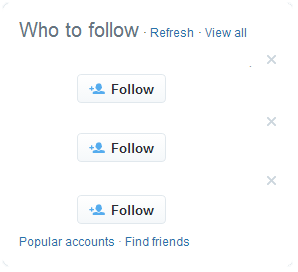 Who to follow · Refresh · View all
Follow
Follow
Follow
Popular accounts · Find friends